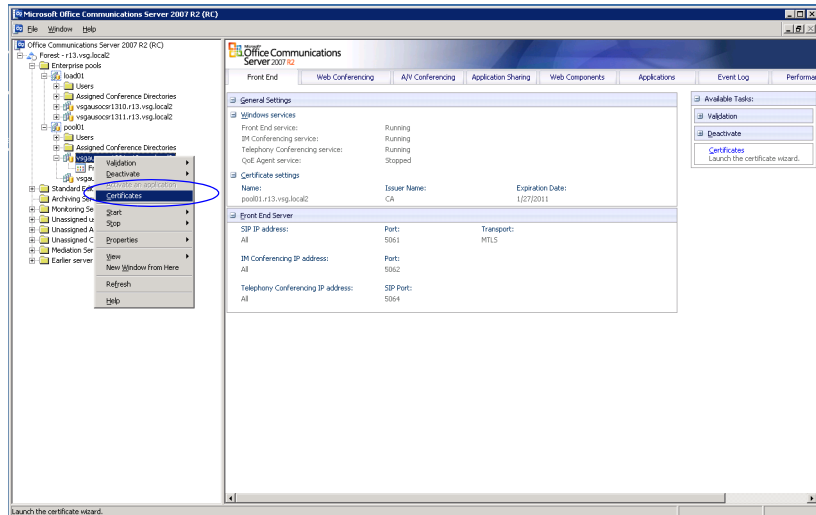 Microsoft Office Communications Server 2007 R2 (RC)
File Window Help
Office Communications Server 2007 R2 (RC)
Forest - r13.vsg.local2
Enterprise pools
load01
Users
Assigned Conference Directories
vsgausocsr1310.r13.vsg.local2
vsgausocsr1311.r13.vsg.local2
pool01
Users
Assigned Conference Directories
vsgau
Standard Edi
Archiving Ser
Monitoring Se
Unassigned u
Unassigned A
Unassigned C
Mediation Ser
Earlier server
Validation
Deactivate
Activate an application
Certificates
Start
Stop
Properties
View
New Window from Here
Refresh
Help
Microsoft
Office Communications
Server 2007 R2
Front End Web Conferencing A/V Conferencing Application Sharing Web Components Applications Event Log Performa
General Settings
Windows services
Front End service: Running
IM Conferencing service: Running
Telephony Conferencing service: Running
QoE Agent service: Stopped
Certificate settings
Name: Issuer Name: Expiration Date:
pool01.r13.vsg.local2 CA 1/27/2011
Front End Server
SIP IP address: Port: Transport:
All 5061 MTLS
IM Conferencing IP address: Port:
All 5062
Telephony Conferencing IP address: SIP Port:
All 5064
Available Tasks:
Validation
Deactivate
Certificates
Launch the certificate wizard.
Launch the certificate wizard.